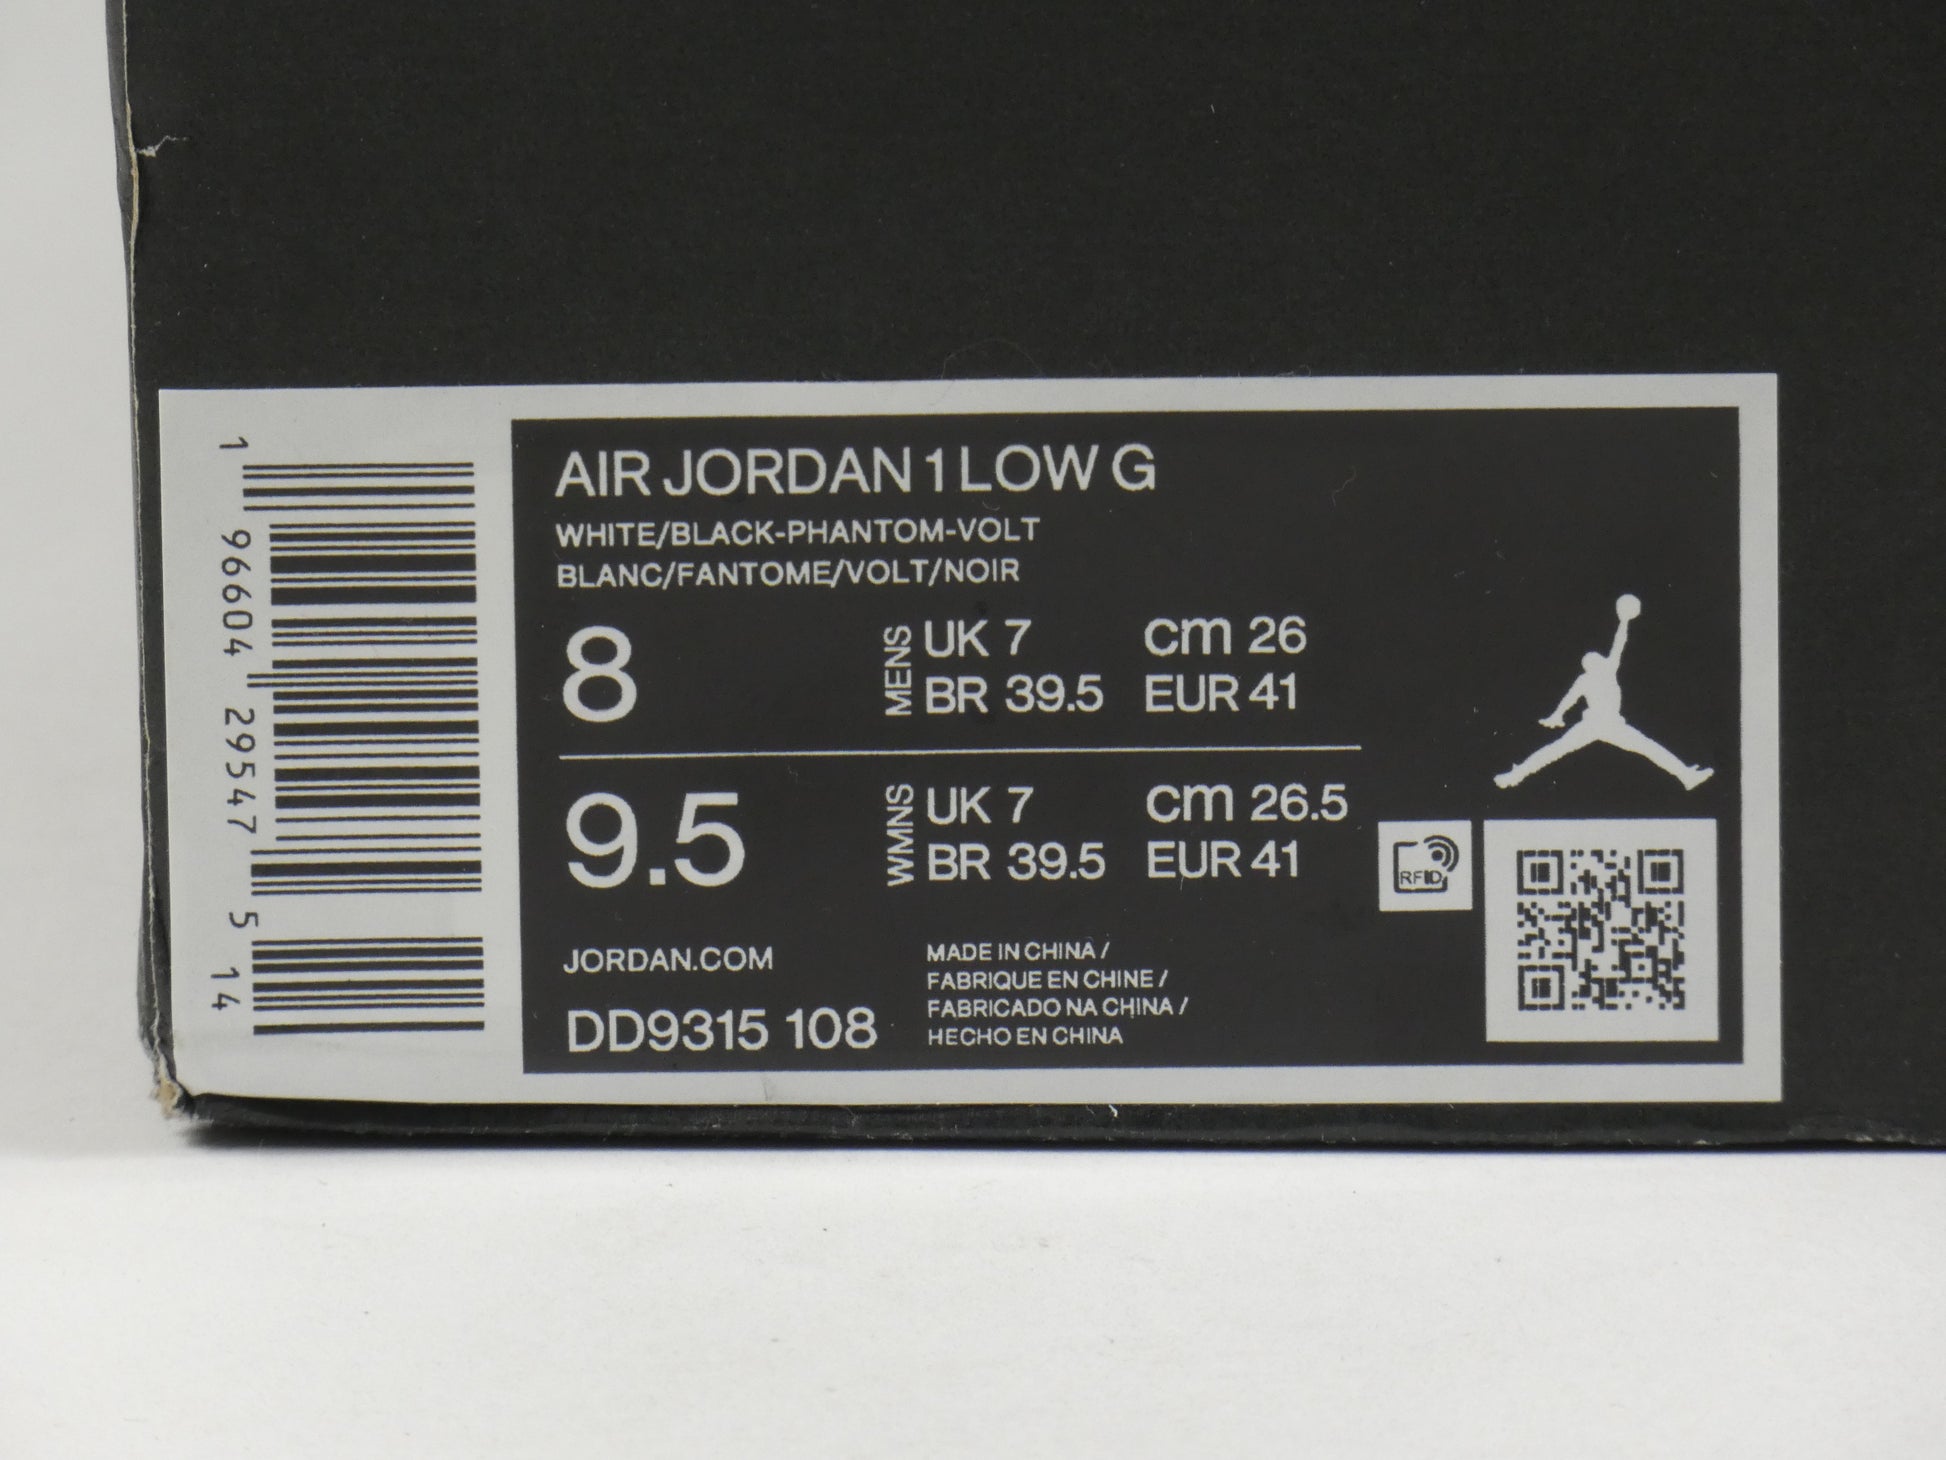 AIR JORDAN 1 LOW G
WHITE/BLACK-PHANTOM-VOLT
BLANC/FANTOME/VOLT/NOIR
8 MENS UK 7 cm 26
BR 39.5 EUR 41
9.5 WMNS UK 7 cm 26.5
BR 39.5 EUR 41
RFID
JORDAN.COM
DD9315 108
MADE IN CHINA /
FABRIQUE EN CHINE /
FABRICADO NA CHINA /
HECHO EN CHINA
1 96604 29547 5 14